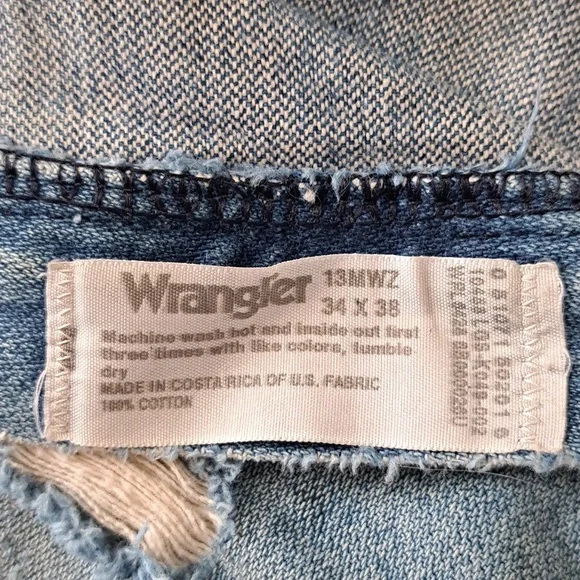 Wrangler
13MWZ
34 X 38
Machine wash hot and inside out first
three times with like colors, tumble
dry
MADE IN COSTA RICA OF U.S. FABRIC
100% COTTON